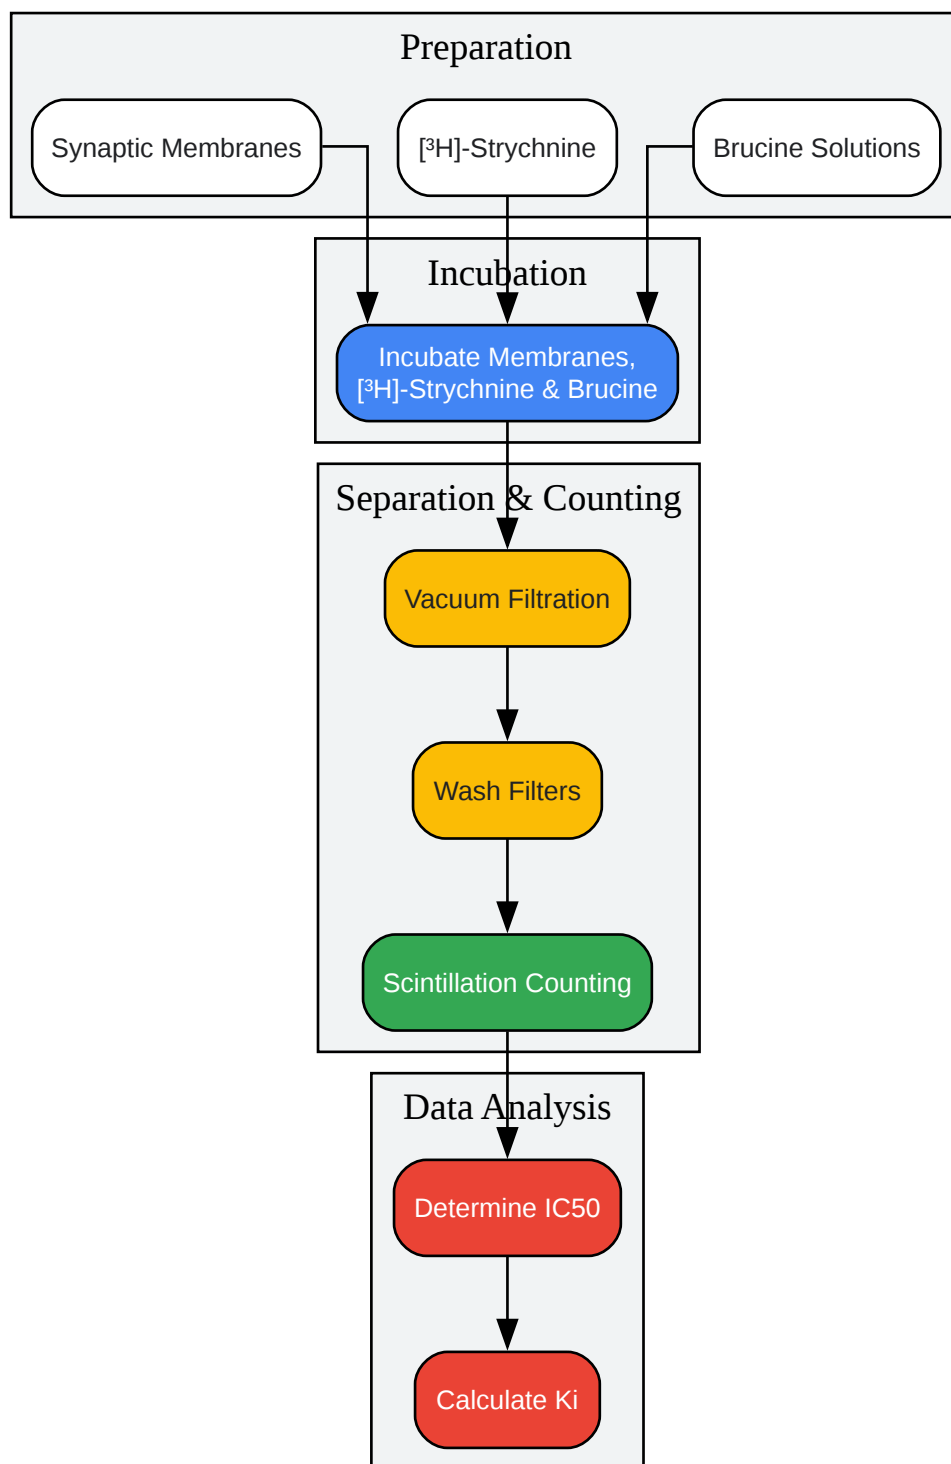 Preparation
Synaptic Membranes
[³H]-Strychnine
Brucine Solutions
Incubation
Incubate Membranes,
[³H]-Strychnine & Brucine
Separation & Counting
Vacuum Filtration
Wash Filters
Scintillation Counting
Data Analysis
Determine IC50
Calculate Ki